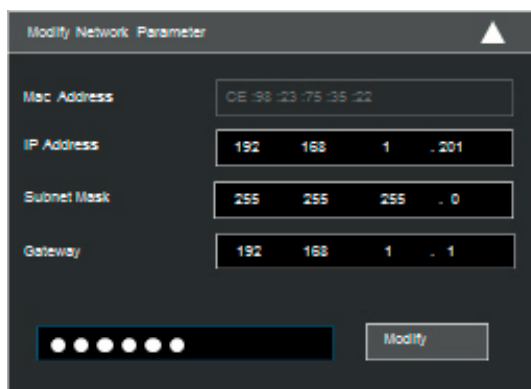 Modify Network Parameter
Mac Address CE :98 :23 :75 :35 :22
IP Address 192 168 1 . 201
Subnet Mask 255 255 255 . 0
Gateway 192 168 1 . 1
●●●●●● Modify